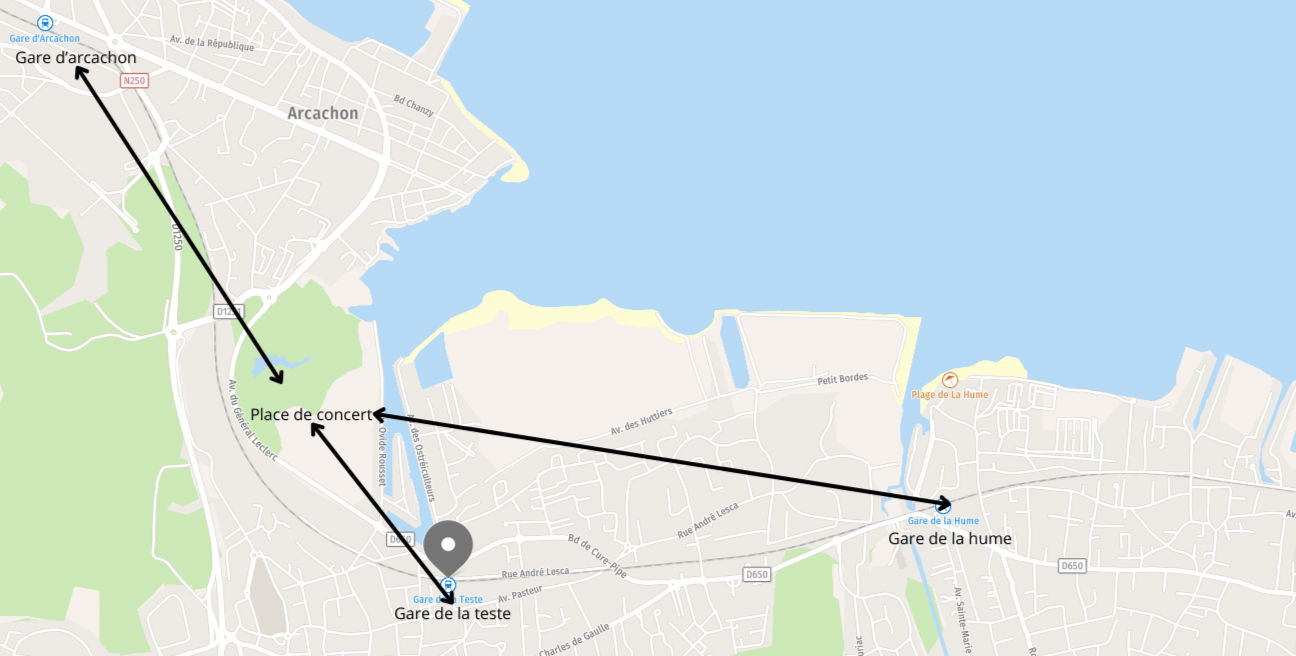 Gare d'Arcachon
Gare d'arcachon
Av. de la République
N250
Arcachon
Bd Chanzy
D1250
Place de concert
Av. du Général Leclerc
Ovide Rousset
des Ostréiculteurs
Av. des Huttiers
Petit Bordes
Plage de La Hume
Rue André Lesca
Gare de la Hume
Gare de la hume
D650
Bd de Cure-Pipe
Rue André Lesca
D650
D650
Gare de la Teste
Av. Pasteur
Gare de la teste
Charles de Gaulle
Av. Sainte-Marie
Av.